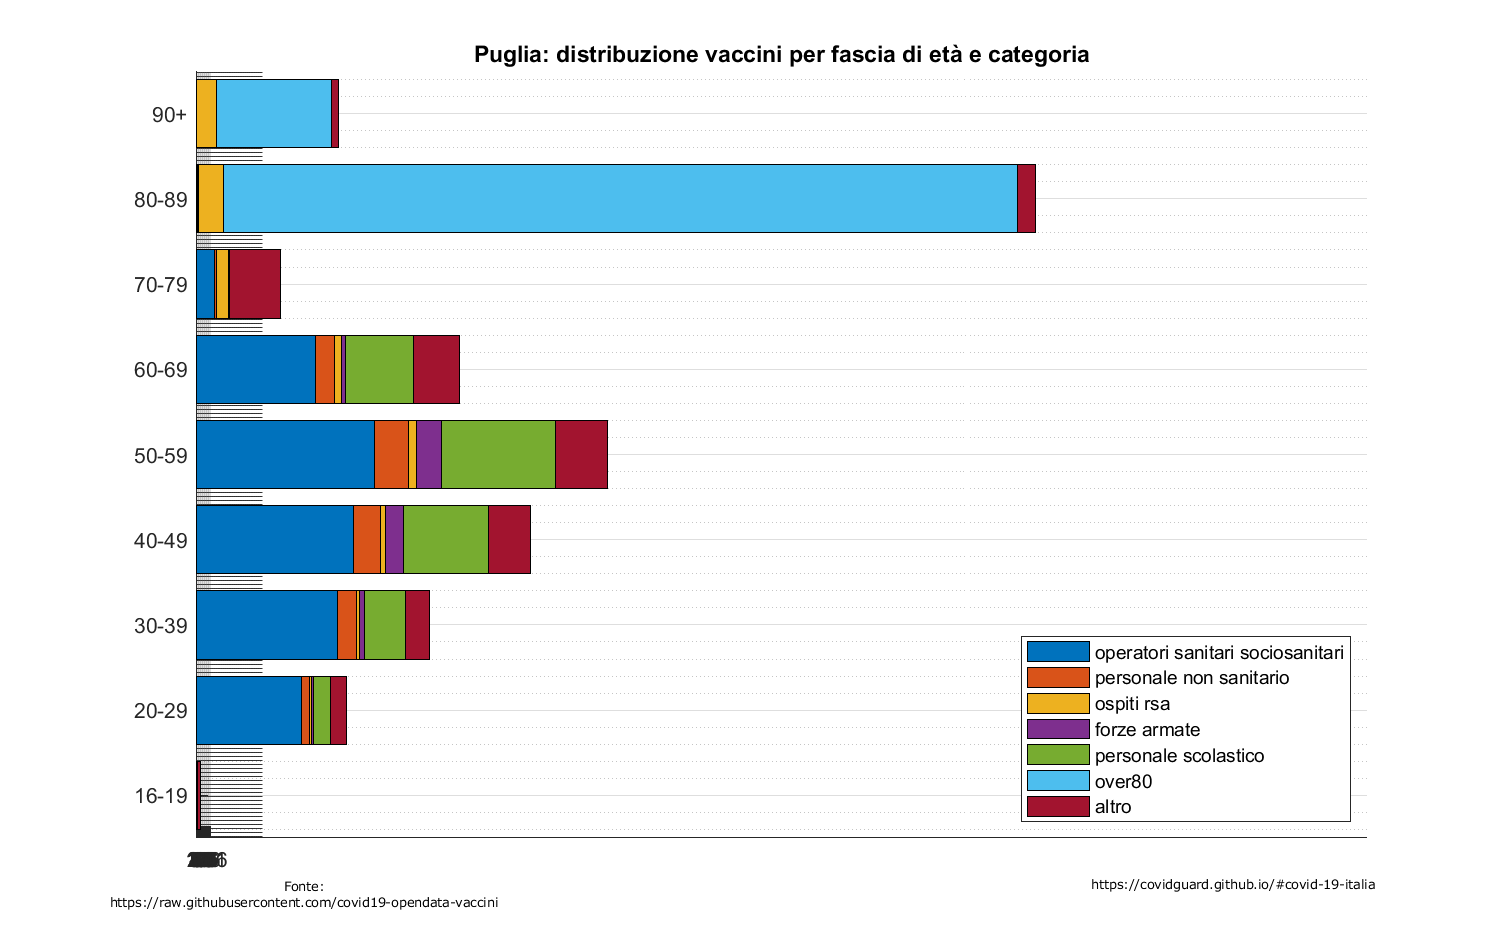 Puglia: distribuzione vaccini per fascia di età e categoria
90+
80-89
70-79
60-69
50-59
40-49
30-39
20-29
16-19
operatori sanitari sociosanitari
personale non sanitario
ospiti rsa
forze armate
personale scolastico
over80
altro
Fonte:
https://raw.githubusercontent.com/covid19-opendata-vaccini
https://covidguard.github.io/#covid-19-italia